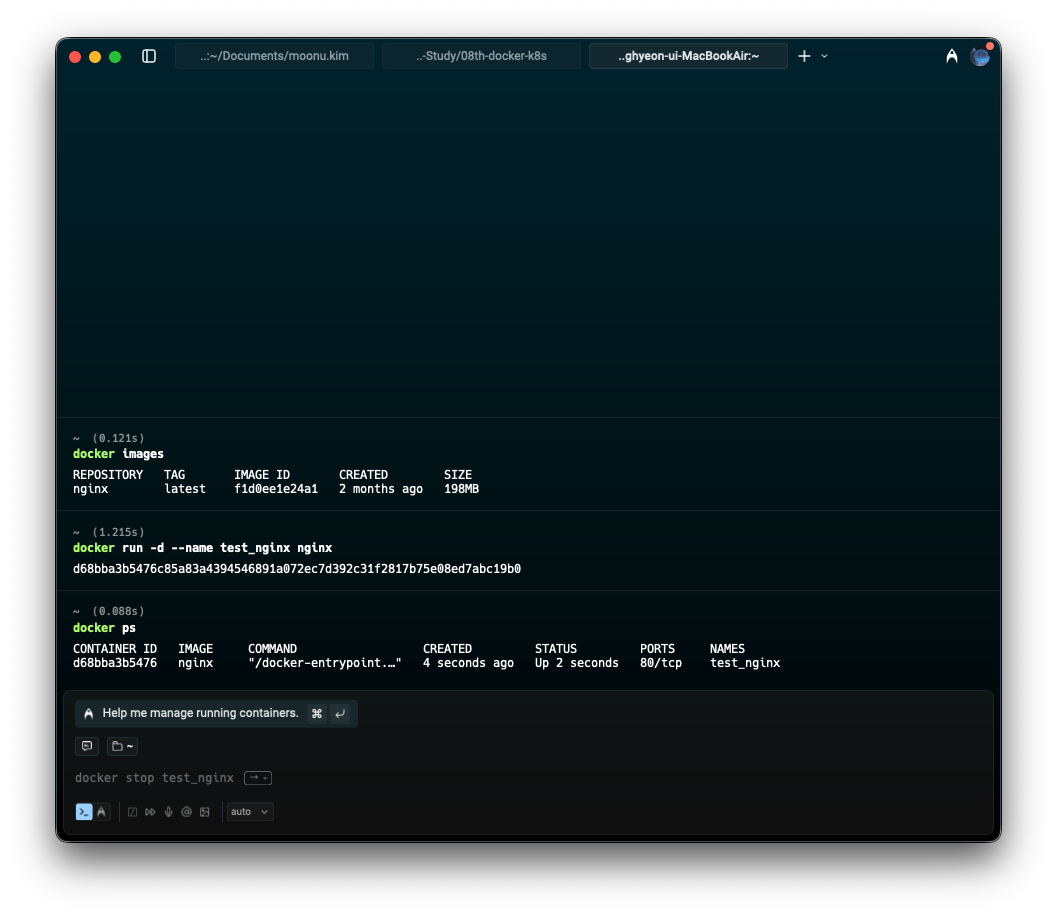 ..:~/Documents/moonu.kim ..-Study/08th-docker-k8s ..ghyeon-ui-MacBookAir:~
~ (0.121s)
docker images
REPOSITORY TAG IMAGE ID CREATED SIZE
nginx latest f1d0ee1e24a1 2 months ago 198MB
~ (1.215s)
docker run -d --name test_nginx nginx
d68bba3b5476c85a83a4394546891a072ec7d392c31f2817b75e08ed7abc19b0
~ (0.088s)
docker ps
CONTAINER ID IMAGE COMMAND CREATED STATUS PORTS NAMES
d68bba3b5476 nginx "/docker-entrypoint.…" 4 seconds ago Up 2 seconds 80/tcp test_nginx
Help me manage running containers. ⌘ ↵
~
docker stop test_nginx
auto